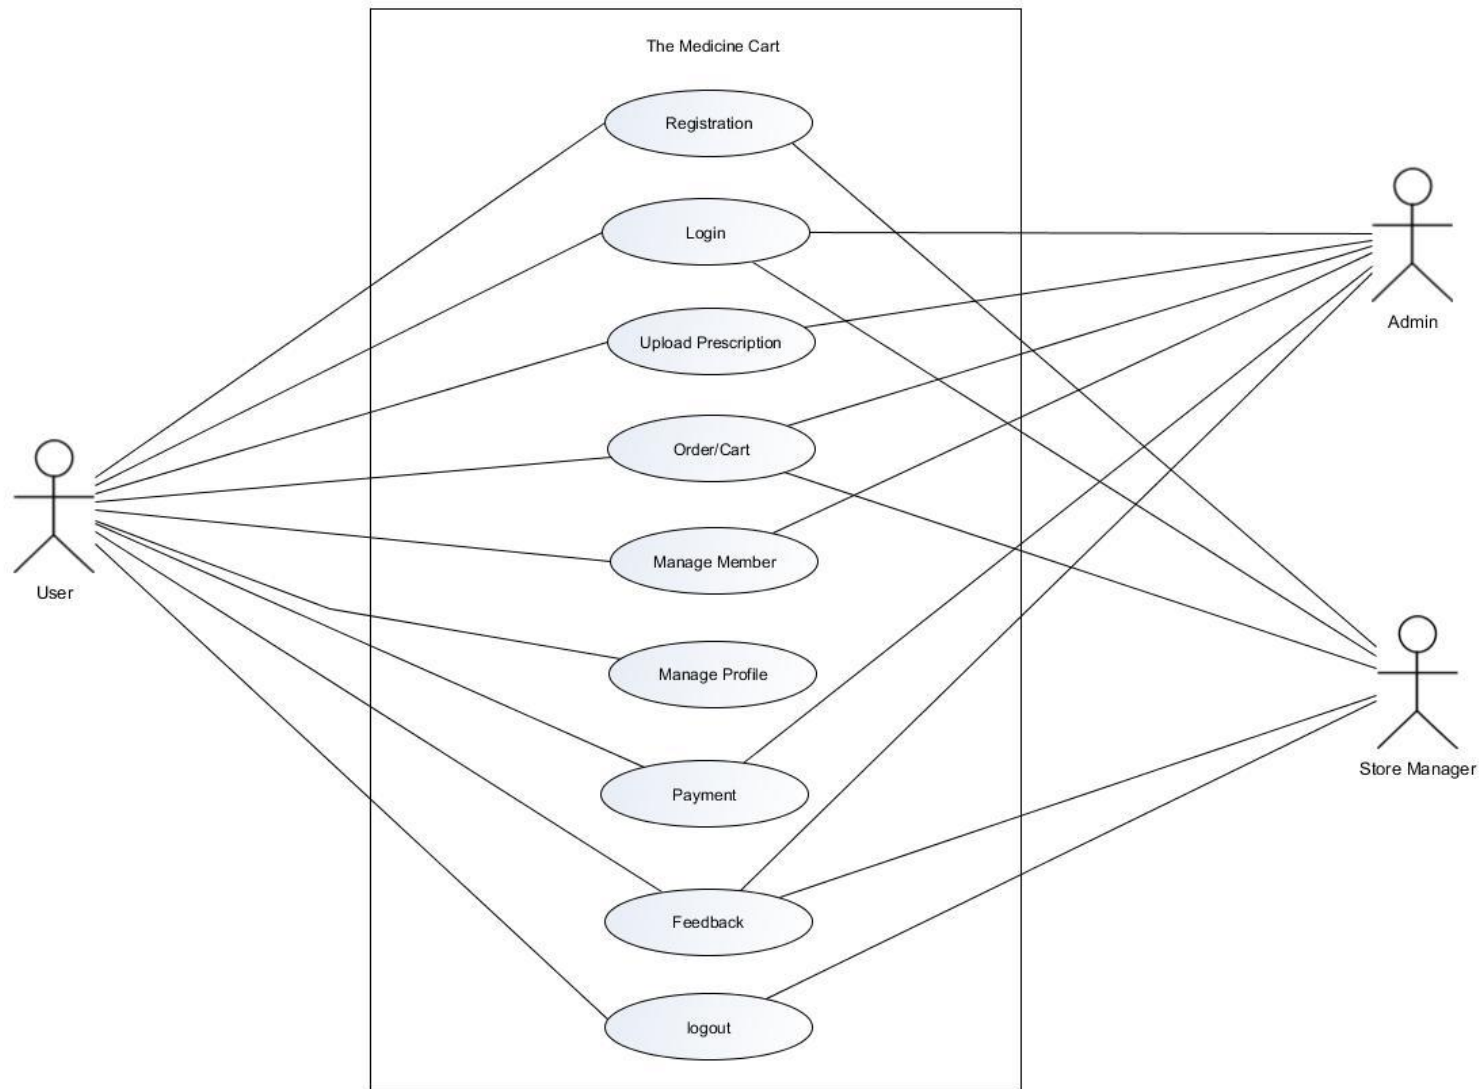 The Medicine Cart
Registration
Login
Upload Prescription
Order/Cart
Manage Member
Manage Profile
Payment
Feedback
logout
User
Admin
Store Manager